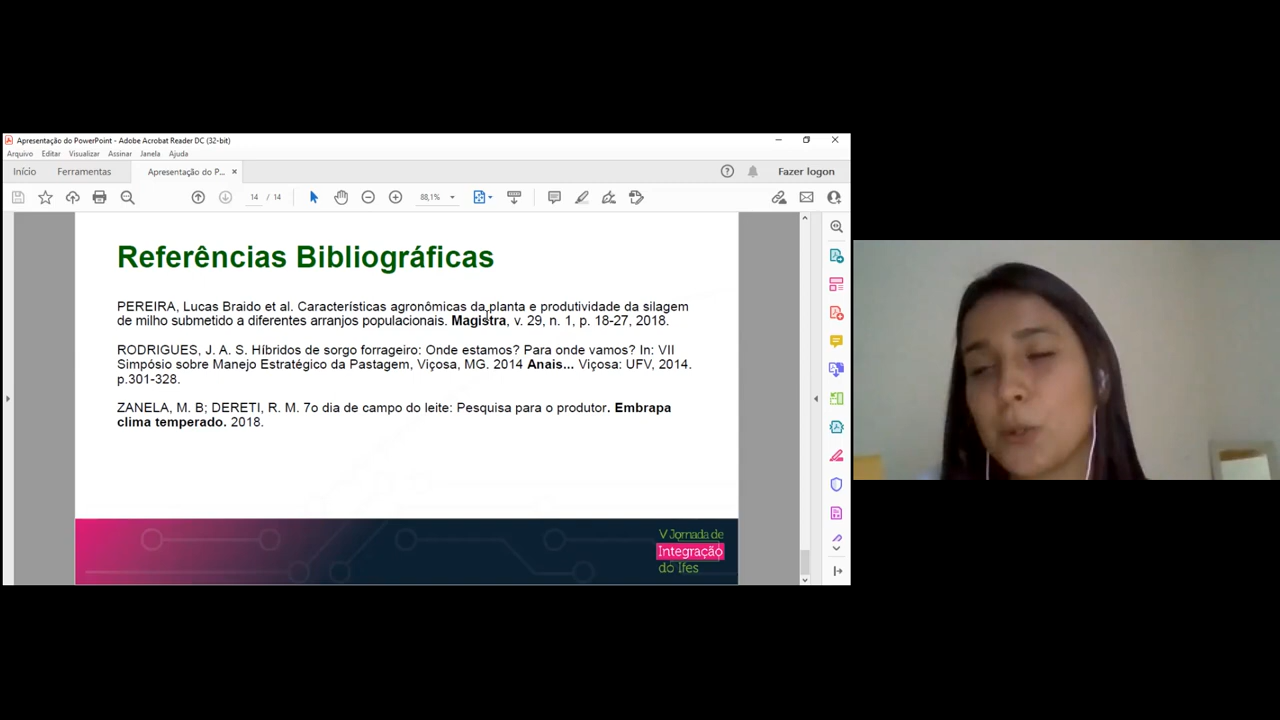 Apresentação do PowerPoint - Adobe Acrobat Reader DC (32-bit)
Arquivo Editar Visualizar Assinar Janela Ajuda
Início Ferramentas Apresentação do P... Fazer logon
14 / 14 88,1%
Referências Bibliográficas
PEREIRA, Lucas Braido et al. Características agronômicas da planta e produtividade da silagem
de milho submetido a diferentes arranjos populacionais. Magistra, v. 29, n. 1, p. 18-27, 2018.
RODRIGUES, J. A. S. Híbridos de sorgo forrageiro: Onde estamos? Para onde vamos? In: VII
Simpósio sobre Manejo Estratégico da Pastagem, Viçosa, MG. 2014 Anais... Viçosa: UFV, 2014.
p.301-328.
ZANELA, M. B; DERETI, R. M. 7o dia de campo do leite: Pesquisa para o produtor. Embrapa
clima temperado. 2018.
V Jornada de
Integração
do Ifes